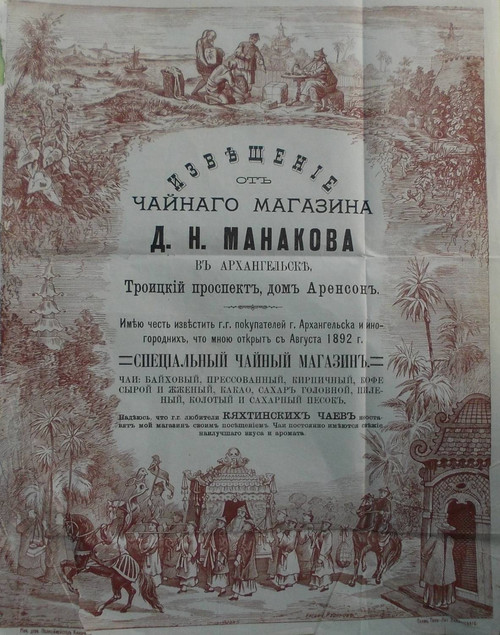 ИЗВѢЩЕНІЕ
ОТЪ
ЧАЙНАГО МАГАЗИНА
Д. Н. МАНАКОВА
ВЪ АРХАНГЕЛЬСКѢ,
Троицкій проспектъ, домъ Аренсонъ.
Имѣю честь извѣстить г.г. покупателей г. Архангельска и ино-
городнихъ, что мною открытъ съ Августа 1892 г.
СПЕЦІАЛЬНЫЙ ЧАЙНЫЙ МАГАЗИНЪ.
ЧАИ: БАЙХОВЫЙ, ПРЕССОВАННЫЙ, КИРПИЧНЫЙ, КОФЕ
СЫРОЙ И ЖЖЕНЫЙ, КАКАО, САХАРЪ ГОЛОВНОЙ, ПИЛЕ-
НЫЙ, КОЛОТЫЙ И САХАРНЫЙ ПЕСОКЪ.
Надѣюсь, что г.г. любители КЯХТИНСКИХЪ ЧАЕВЪ неоста-
вятъ мой магазинъ своимъ посѣщеніемъ. Чаи постоянно имѣются свѣжіе
наилучшаго вкуса и аромата.